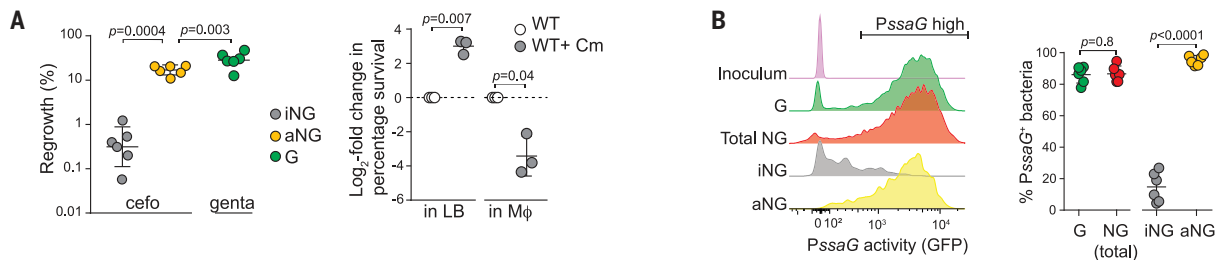 A
Regrowth (%)
100
10
1
0.1
0.01
p=0.0004
p=0.003
cefo
genta
iNG
aNG
G
Log2-fold change in
percentage survival
4
2
0
-2
-4
-6
p=0.007
p=0.04
WT
WT+ Cm
in LB
in Mϕ
B
PssaG high
Inoculum
G
Total NG
iNG
aNG
0 10² 10³ 10⁴
PssaG activity (GFP)
% PssaG⁺ bacteria
100
80
60
40
20
0
p=0.8
p<0.0001
G NG iNG aNG
(total)